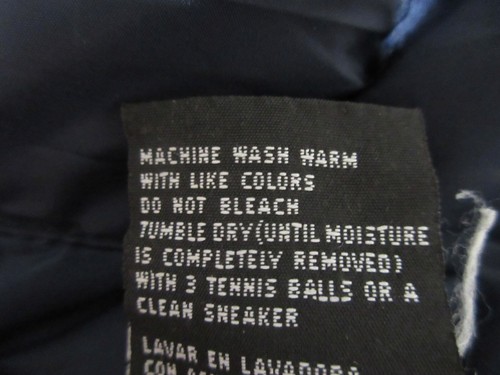 MACHINE WASH WARM
WITH LIKE COLORS
DO NOT BLEACH
TUMBLE DRY (UNTIL MOISTURE
IS COMPLETELY REMOVED)
WITH 3 TENNIS BALLS OR A
CLEAN SNEAKER
LAVAR EN LAVADORA
CON